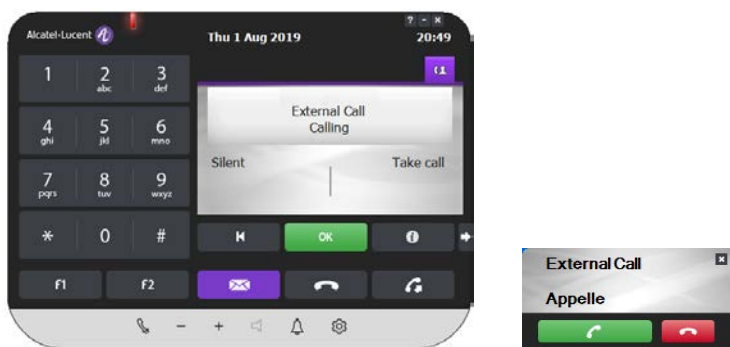 ? - x
Alcatel-Lucent
Thu 1 Aug 2019
20:49
1 2 abc 3 def
External Call
Calling
4 ghi 5 jkl 6 mno
Silent Take call
7 pqrs 8 tuv 9 wxyz
* 0 #
OK
F1 F2
- +
External Call
Appelle